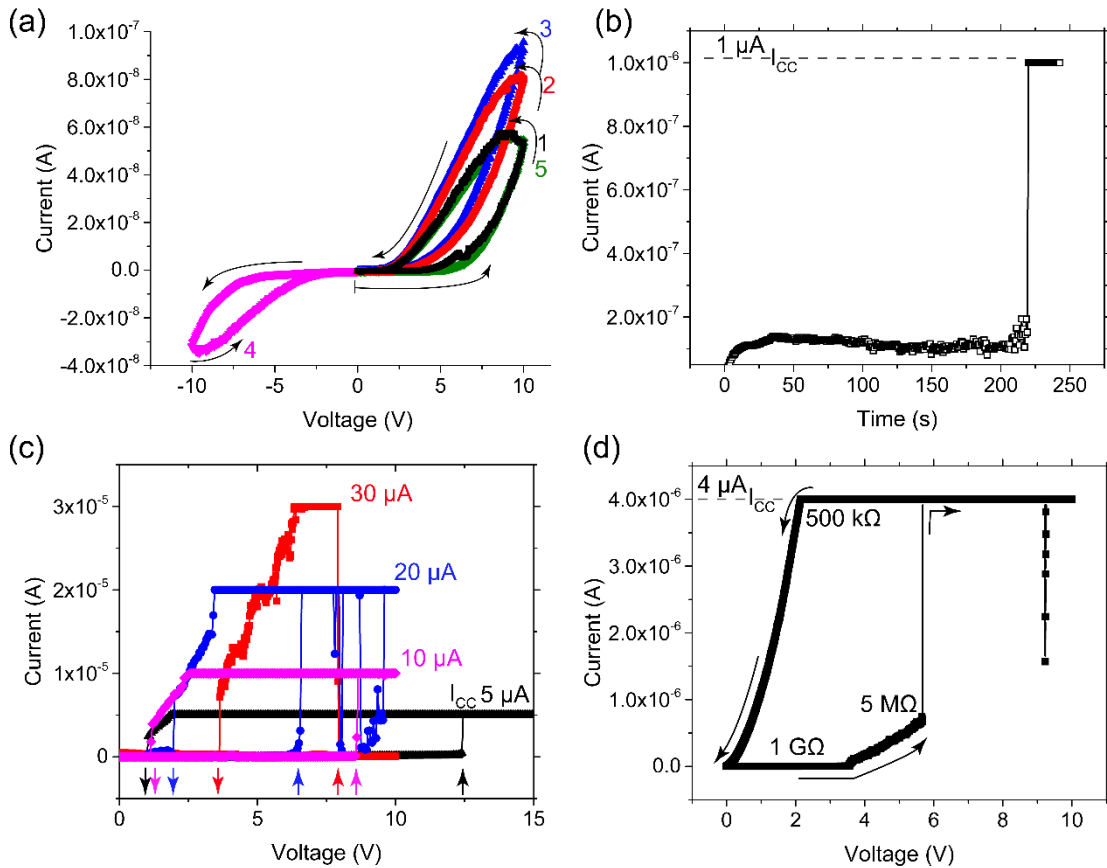 (a)
1.0x10⁻⁷
8.0x10⁻⁸
6.0x10⁻⁸
4.0x10⁻⁸
2.0x10⁻⁸
0.0
-2.0x10⁻⁸
-4.0x10⁻⁸
Current (A)
3
2
1
5
4
-10 -5 0 5 10
Voltage (V)
(b)
1 µA I_CC
1.0x10⁻⁶
8.0x10⁻⁷
6.0x10⁻⁷
4.0x10⁻⁷
2.0x10⁻⁷
Current (A)
0 50 100 150 200 250
Time (s)
(c)
3x10⁻⁵
2x10⁻⁵
1x10⁻⁵
0
Current (A)
30 µA
20 µA
10 µA
I_CC 5 µA
0 5 10 15
Voltage (V)
(d)
4 µA I_CC
4.0x10⁻⁶
3.0x10⁻⁶
2.0x10⁻⁶
1.0x10⁻⁶
0.0
Current (A)
500 kΩ
5 MΩ
1 GΩ
0 2 4 6 8 10
Voltage (V)